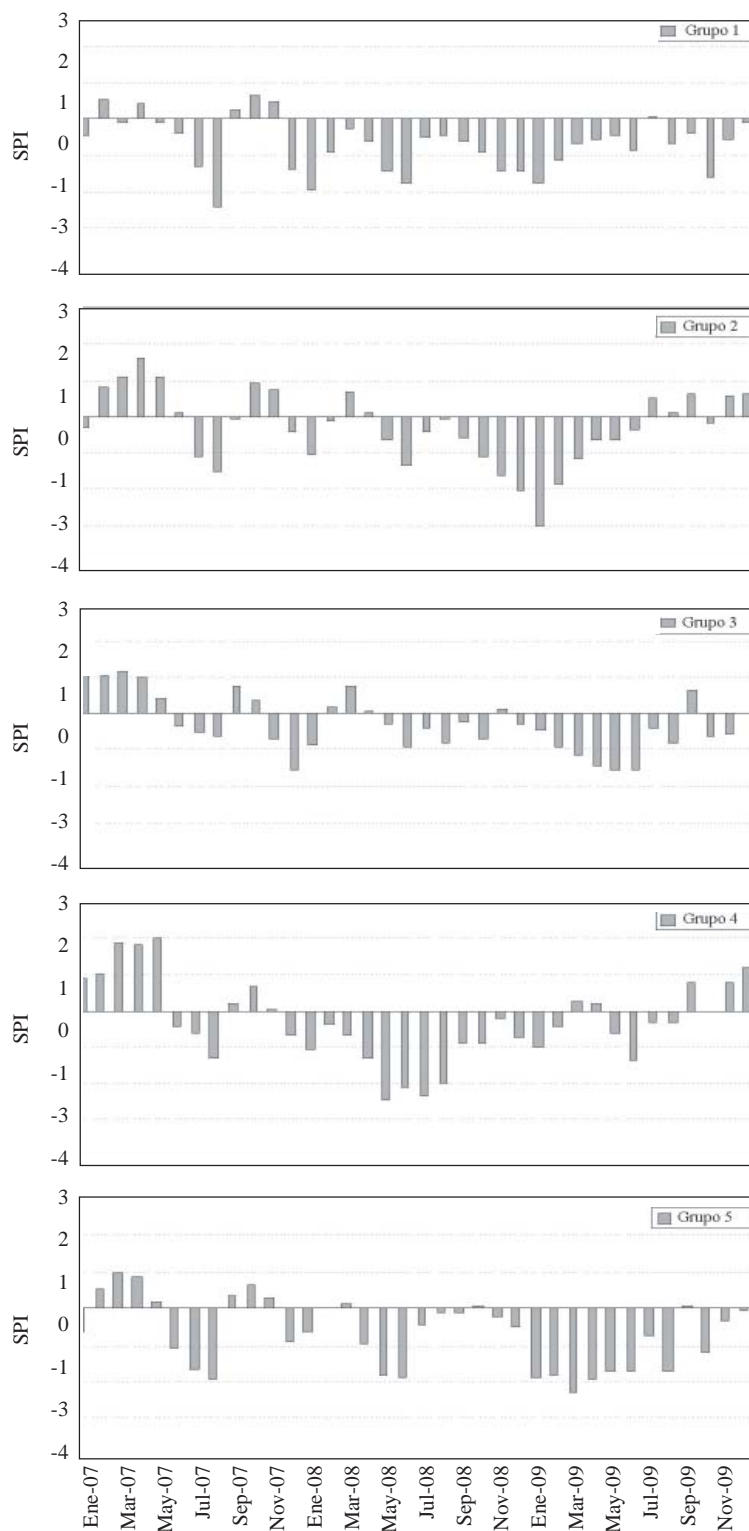 3
Grupo 1
2
1
0
-1
-3
-4
SPI
3
Grupo 2
2
1
0
-1
-3
-4
SPI
3
Grupo 3
2
1
0
-1
-3
-4
SPI
3
Grupo 4
2
1
0
-1
-3
-4
SPI
3
Grupo 5
2
1
0
-1
-3
-4
SPI
Ene-07
Mar-07
May-07
Jul-07
Sep-07
Nov-07
Ene-08
Mar-08
May-08
Jul-08
Sep-08
Nov-08
Ene-09
Mar-09
May-09
Jul-09
Sep-09
Nov-09